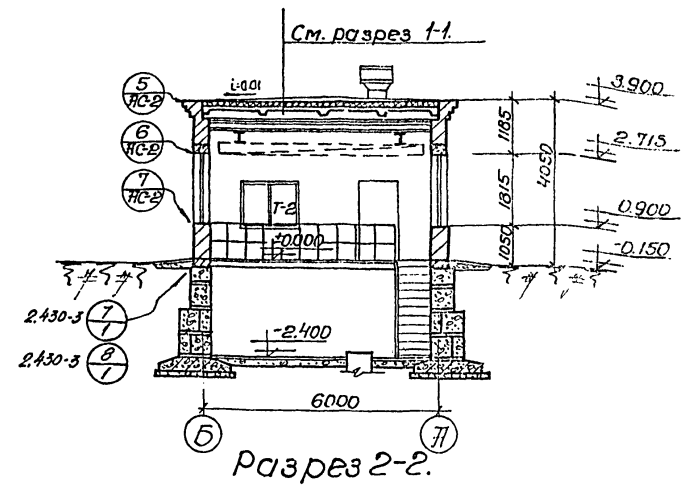 См. разрез 1-1.
i=0.01
5
АС-2
6
АС-2
7
АС-2
3.900
2.715
0.900
-0.150
1185
1815
1050
4050
Т-2
±0.000
2.430-3
7
1
2.430-3
8
1
-2.400
6000
Б
А
Разрез 2-2.